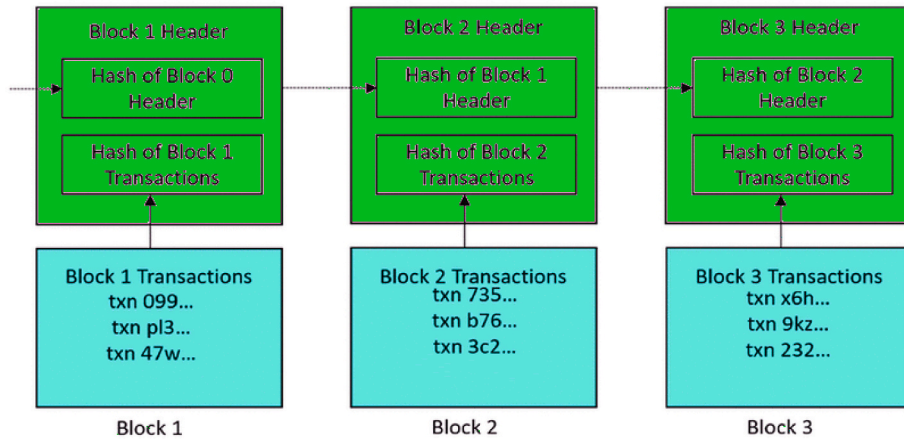 Block 1 Header
Hash of Block 0
Header
Hash of Block 1
Transactions
Block 1 Transactions
txn 099...
txn pl3...
txn 47w...
Block 1
Block 2 Header
Hash of Block 1
Header
Hash of Block 2
Transactions
Block 2 Transactions
txn 735...
txn b76...
txn 3c2...
Block 2
Block 3 Header
Hash of Block 2
Header
Hash of Block 3
Transactions
Block 3 Transactions
txn x6h...
txn 9kz...
txn 232...
Block 3